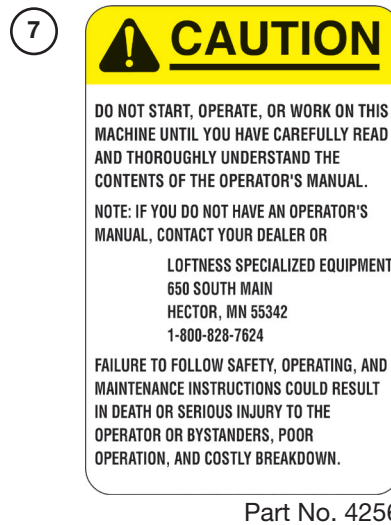 7
CAUTION
DO NOT START, OPERATE, OR WORK ON THIS
MACHINE UNTIL YOU HAVE CAREFULLY READ
AND THOROUGHLY UNDERSTAND THE
CONTENTS OF THE OPERATOR'S MANUAL.
NOTE: IF YOU DO NOT HAVE AN OPERATOR'S
MANUAL, CONTACT YOUR DEALER OR
LOFTNESS SPECIALIZED EQUIPMENT
650 SOUTH MAIN
HECTOR, MN 55342
1-800-828-7624
FAILURE TO FOLLOW SAFETY, OPERATING, AND
MAINTENANCE INSTRUCTIONS COULD RESULT
IN DEATH OR SERIOUS INJURY TO THE
OPERATOR OR BYSTANDERS, POOR
OPERATION, AND COSTLY BREAKDOWN.
Part No. 4256